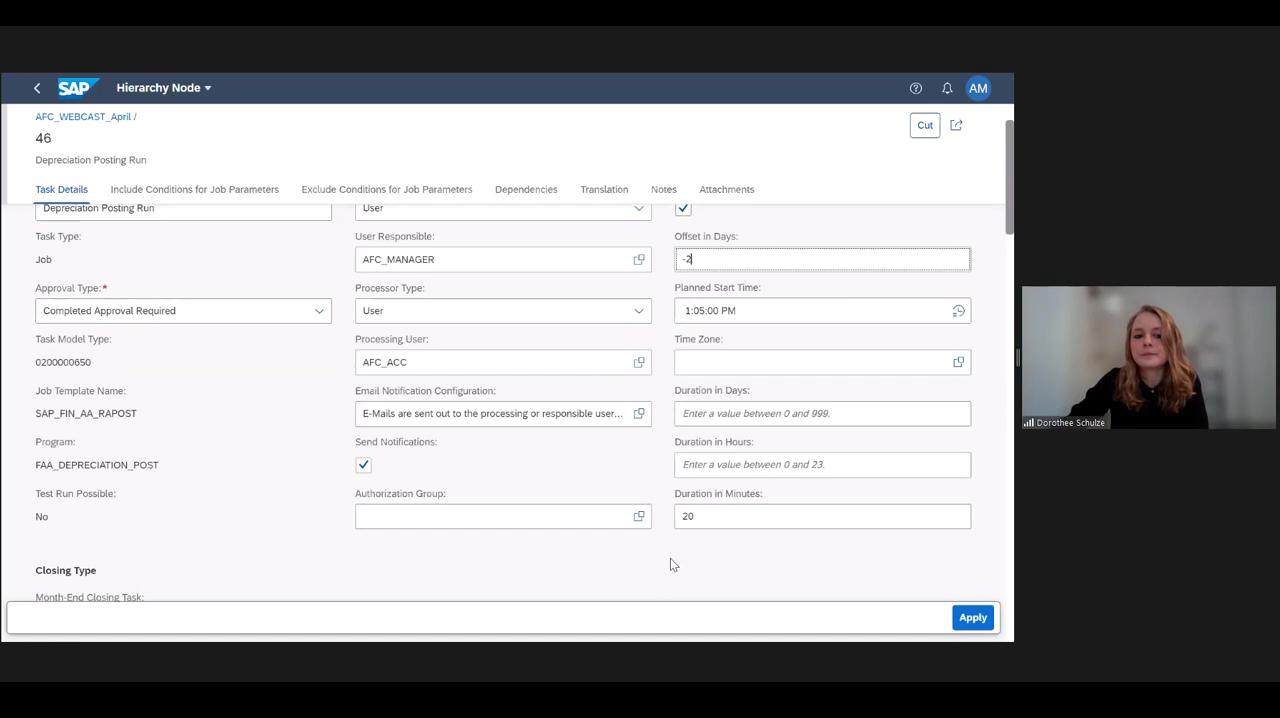 SAP Hierarchy Node AM
AFC_WEBCAST_April /
Cut
46
Depreciation Posting Run
Task Details Include Conditions for Job Parameters Exclude Conditions for Job Parameters Dependencies Translation Notes Attachments
Depreciation Posting Run User
Task Type: User Responsible: Offset in Days:
Job AFC_MANAGER -2
Approval Type:* Processor Type: Planned Start Time:
Completed Approval Required User 1:05:00 PM
Task Model Type: Processing User: Time Zone:
0200000650 AFC_ACC
Job Template Name: Email Notification Configuration: Duration in Days:
SAP_FIN_AA_RAPOST E-Mails are sent out to the processing or responsible user... Enter a value between 0 and 999.
Program: Send Notifications: Duration in Hours:
FAA_DEPRECIATION_POST Enter a value between 0 and 23.
Test Run Possible: Authorization Group: Duration in Minutes:
No 20
Closing Type
Month-End Closing Task:
Apply
Dorothee Schulze